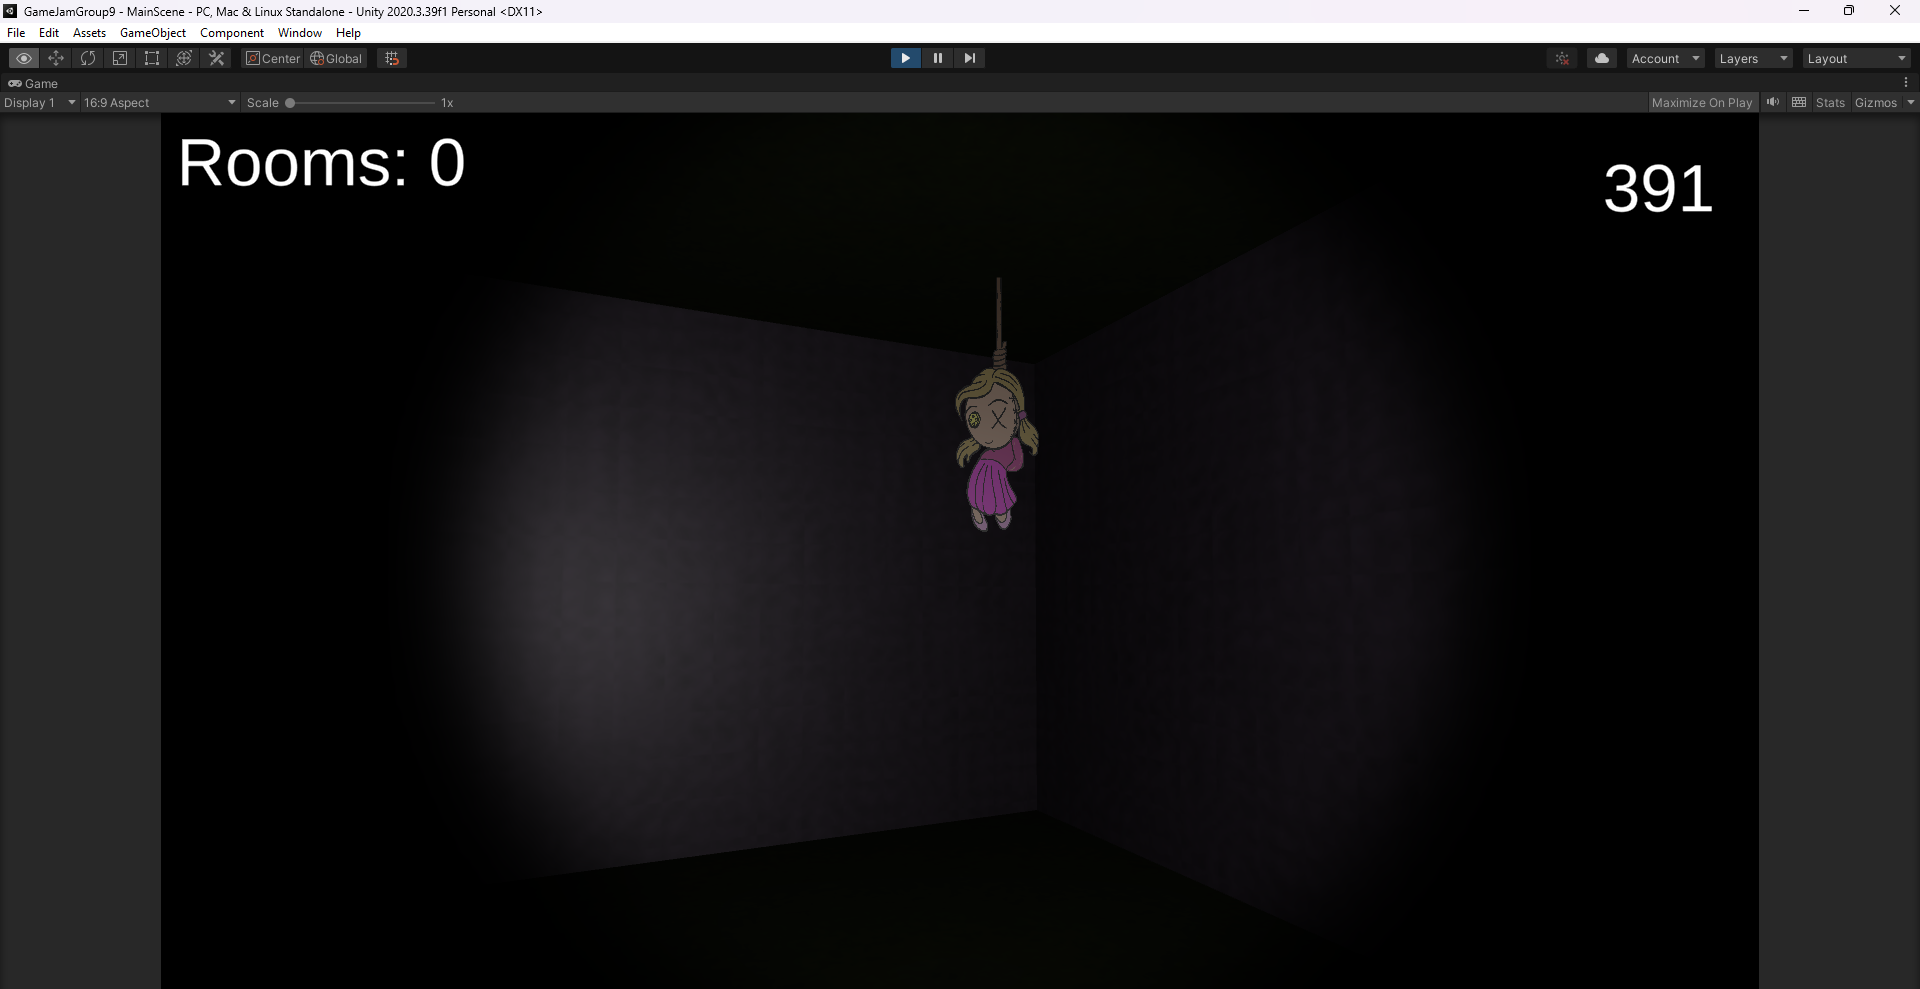 GameJamGroup9 - MainScene - PC, Mac & Linux Standalone - Unity 2020.3.39f1 Personal <DX11>
File Edit Assets GameObject Component Window Help
Center Global Account Layers Layout
Game
Display 1 16:9 Aspect Scale 1x Maximize On Play Stats Gizmos
Rooms: 0
391